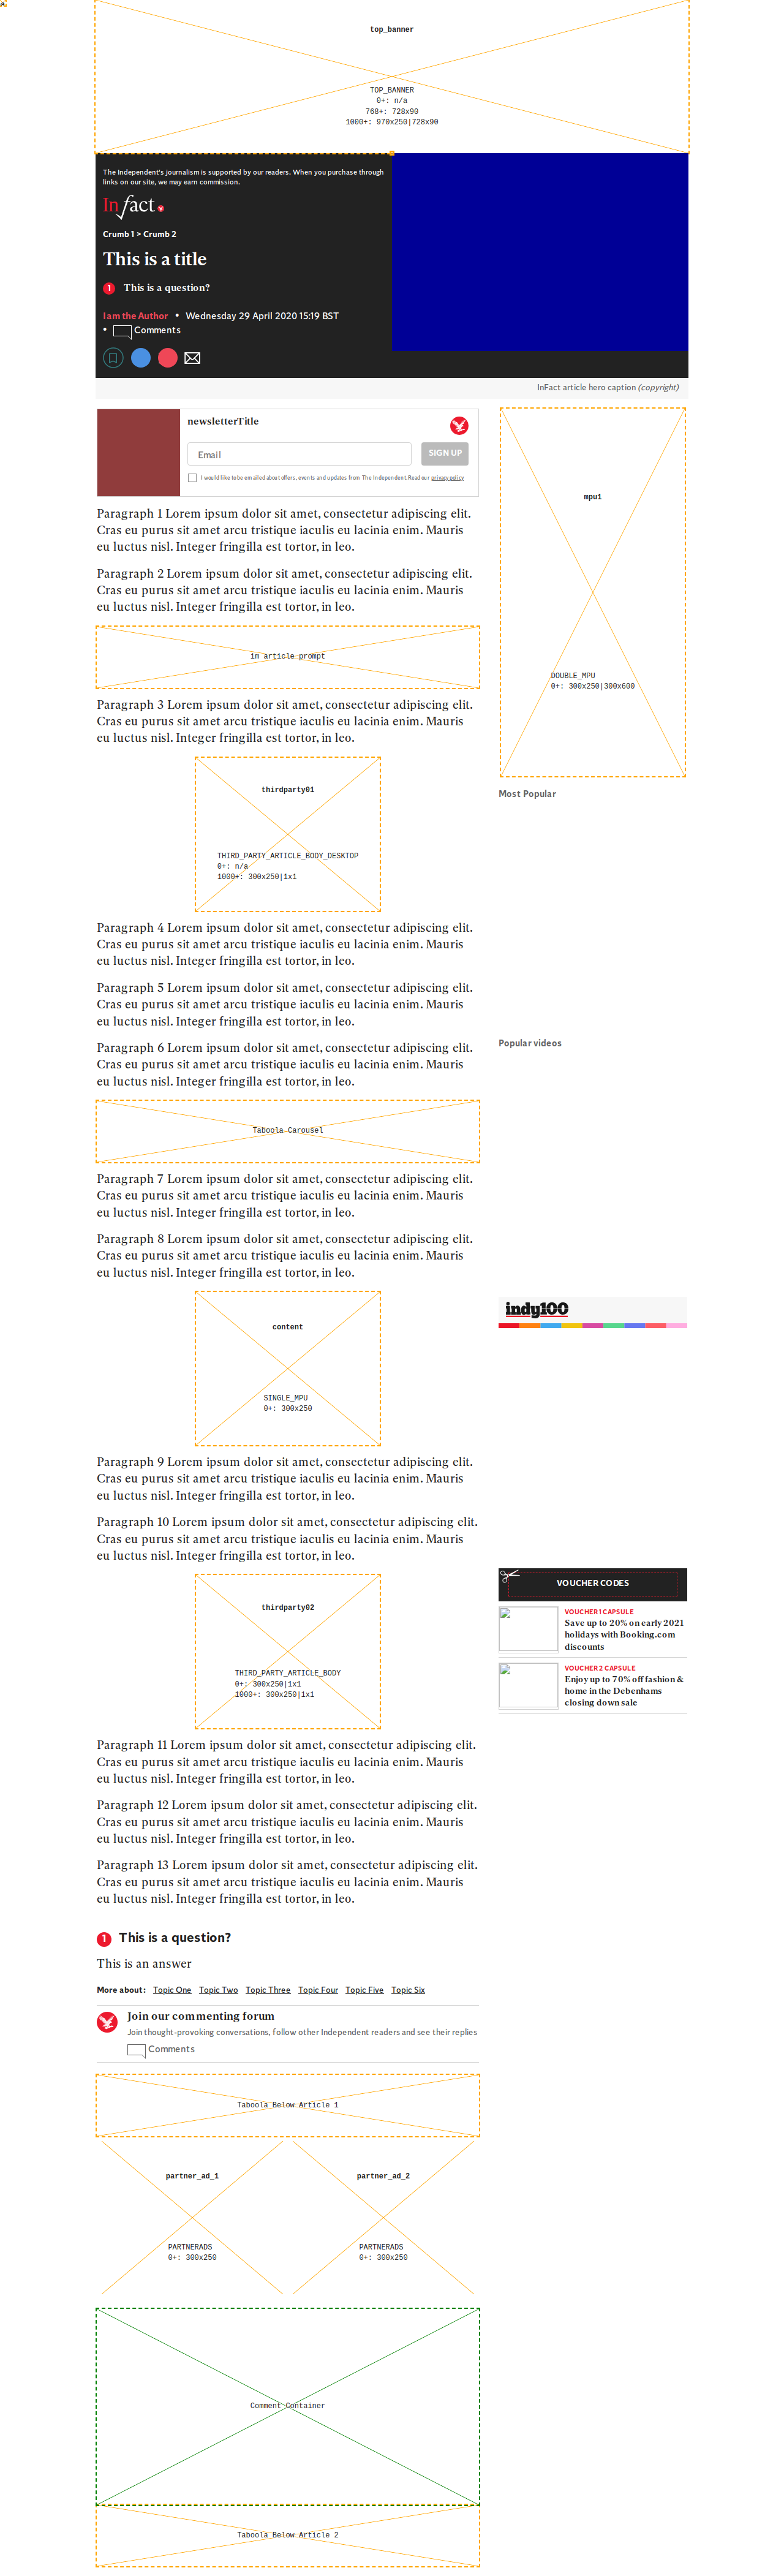 top_banner
TOP_BANNER
0+: n/a
768+: 728x90
1000+: 970x250|728x90
The Independent's journalism is supported by our readers. When you purchase through
links on our site, we may earn commission.
Infact
Crumb 1 > Crumb 2
This is a title
1 This is a question?
I am the Author • Wednesday 29 April 2020 15:19 BST
• Comments
InFact article hero caption (copyright)
newsletterTitle
Email
SIGN UP
I would like to be emailed about offers, events and updates from The Independent.Read our privacy policy
Paragraph 1 Lorem ipsum dolor sit amet, consectetur adipiscing elit.
Cras eu purus sit amet arcu tristique iaculis eu lacinia enim. Mauris
eu luctus nisl. Integer fringilla est tortor, in leo.
Paragraph 2 Lorem ipsum dolor sit amet, consectetur adipiscing elit.
Cras eu purus sit amet arcu tristique iaculis eu lacinia enim. Mauris
eu luctus nisl. Integer fringilla est tortor, in leo.
im article prompt
Paragraph 3 Lorem ipsum dolor sit amet, consectetur adipiscing elit.
Cras eu purus sit amet arcu tristique iaculis eu lacinia enim. Mauris
eu luctus nisl. Integer fringilla est tortor, in leo.
thirdparty01
THIRD_PARTY_ARTICLE_BODY_DESKTOP
0+: n/a
1000+: 300x250|1x1
Paragraph 4 Lorem ipsum dolor sit amet, consectetur adipiscing elit.
Cras eu purus sit amet arcu tristique iaculis eu lacinia enim. Mauris
eu luctus nisl. Integer fringilla est tortor, in leo.
Paragraph 5 Lorem ipsum dolor sit amet, consectetur adipiscing elit.
Cras eu purus sit amet arcu tristique iaculis eu lacinia enim. Mauris
eu luctus nisl. Integer fringilla est tortor, in leo.
Paragraph 6 Lorem ipsum dolor sit amet, consectetur adipiscing elit.
Cras eu purus sit amet arcu tristique iaculis eu lacinia enim. Mauris
eu luctus nisl. Integer fringilla est tortor, in leo.
Taboola Carousel
Paragraph 7 Lorem ipsum dolor sit amet, consectetur adipiscing elit.
Cras eu purus sit amet arcu tristique iaculis eu lacinia enim. Mauris
eu luctus nisl. Integer fringilla est tortor, in leo.
Paragraph 8 Lorem ipsum dolor sit amet, consectetur adipiscing elit.
Cras eu purus sit amet arcu tristique iaculis eu lacinia enim. Mauris
eu luctus nisl. Integer fringilla est tortor, in leo.
content
SINGLE_MPU
0+: 300x250
Paragraph 9 Lorem ipsum dolor sit amet, consectetur adipiscing elit.
Cras eu purus sit amet arcu tristique iaculis eu lacinia enim. Mauris
eu luctus nisl. Integer fringilla est tortor, in leo.
Paragraph 10 Lorem ipsum dolor sit amet, consectetur adipiscing elit.
Cras eu purus sit amet arcu tristique iaculis eu lacinia enim. Mauris
eu luctus nisl. Integer fringilla est tortor, in leo.
thirdparty02
THIRD_PARTY_ARTICLE_BODY
0+: 300x250|1x1
1000+: 300x250|1x1
Paragraph 11 Lorem ipsum dolor sit amet, consectetur adipiscing elit.
Cras eu purus sit amet arcu tristique iaculis eu lacinia enim. Mauris
eu luctus nisl. Integer fringilla est tortor, in leo.
Paragraph 12 Lorem ipsum dolor sit amet, consectetur adipiscing elit.
Cras eu purus sit amet arcu tristique iaculis eu lacinia enim. Mauris
eu luctus nisl. Integer fringilla est tortor, in leo.
Paragraph 13 Lorem ipsum dolor sit amet, consectetur adipiscing elit.
Cras eu purus sit amet arcu tristique iaculis eu lacinia enim. Mauris
eu luctus nisl. Integer fringilla est tortor, in leo.
1 This is a question?
This is an answer
More about: Topic One Topic Two Topic Three Topic Four Topic Five Topic Six
Join our commenting forum
Join thought-provoking conversations, follow other Independent readers and see their replies
Comments
Taboola Below Article 1
partner_ad_1
PARTNERADS
0+: 300x250
partner_ad_2
PARTNERADS
0+: 300x250
Comment Container
Taboola Below Article 2
mpu1
DOUBLE_MPU
0+: 300x250|300x600
Most Popular
Popular videos
indy100
VOUCHER CODES
VOUCHER 1 CAPSULE
Save up to 20% on early 2021
holidays with Booking.com
discounts
VOUCHER 2 CAPSULE
Enjoy up to 70% off fashion &
home in the Debenhams
closing down sale